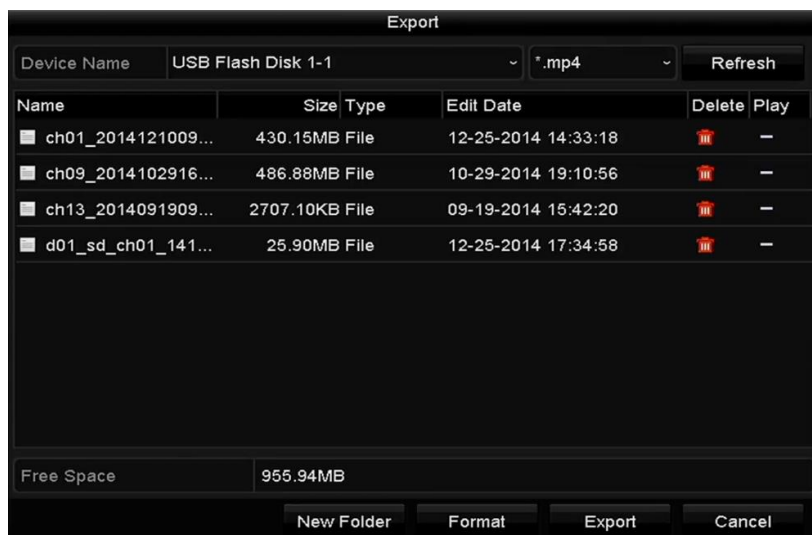 Export
Device Name USB Flash Disk 1-1 *.mp4 Refresh
Name Size Type Edit Date Delete Play
ch01_2014121009... 430.15MB File 12-25-2014 14:33:18
ch09_2014102916... 486.88MB File 10-29-2014 19:10:56
ch13_2014091909... 2707.10KB File 09-19-2014 15:42:20
d01_sd_ch01_141... 25.90MB File 12-25-2014 17:34:58
Free Space 955.94MB
New Folder Format Export Cancel